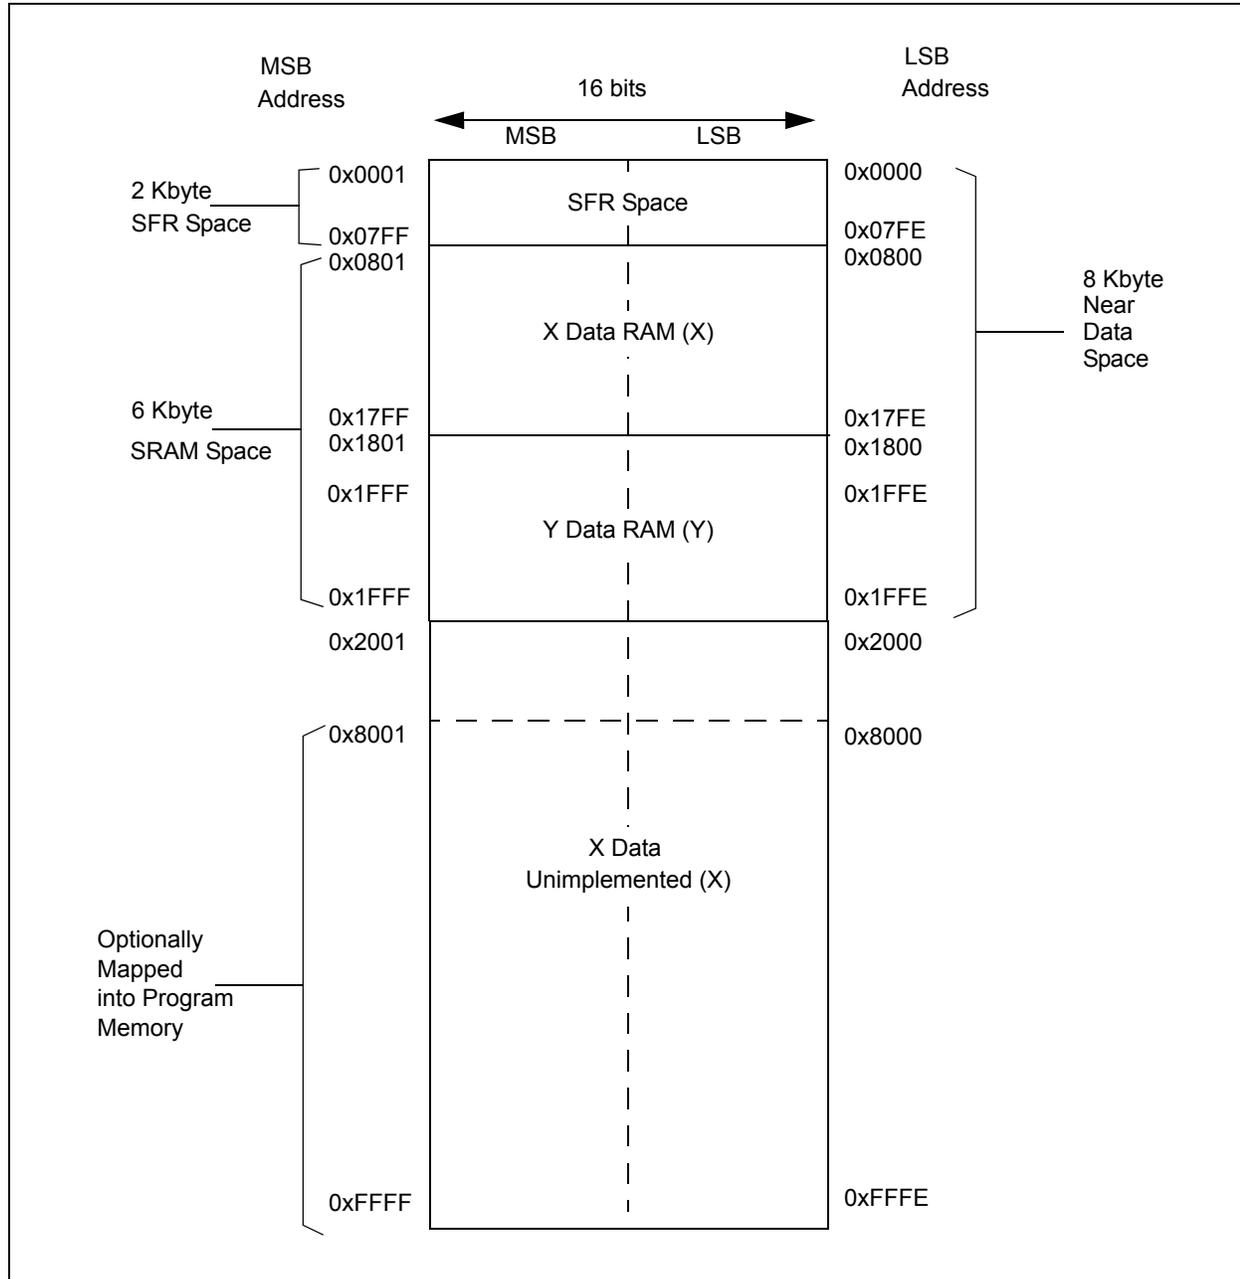 MSB
Address
LSB
Address
16 bits
MSB
LSB
2 Kbyte
SFR Space
0x0001
0x07FF
0x0801
SFR Space
0x0000
0x07FE
0x0800
8 Kbyte
Near
Data
Space
X Data RAM (X)
6 Kbyte
SRAM Space
0x17FF
0x1801
0x1FFF
0x17FE
0x1800
0x1FFE
Y Data RAM (Y)
0x1FFF
0x1FFE
0x2001
0x2000
0x8001
0x8000
X Data
Unimplemented (X)
Optionally
Mapped
into Program
Memory
0xFFFF
0xFFFE